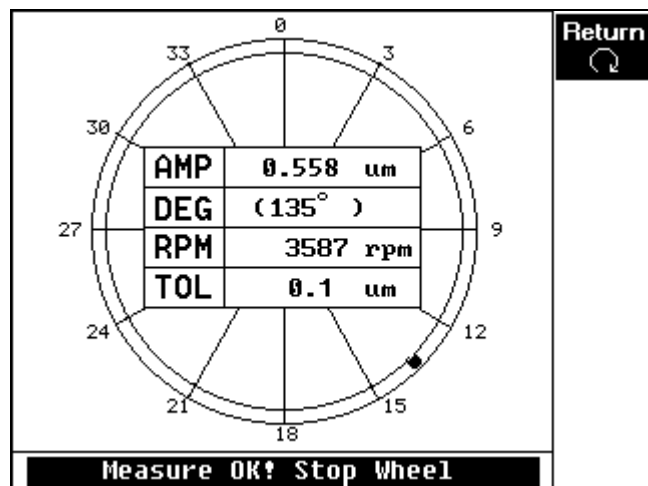 Return
0
33
3
30
6
AMP 0.558 um
DEG (135° )
27
9
RPM 3587 rpm
TOL 0.1 um
24
12
21
15
18
Measure OK! Stop Wheel